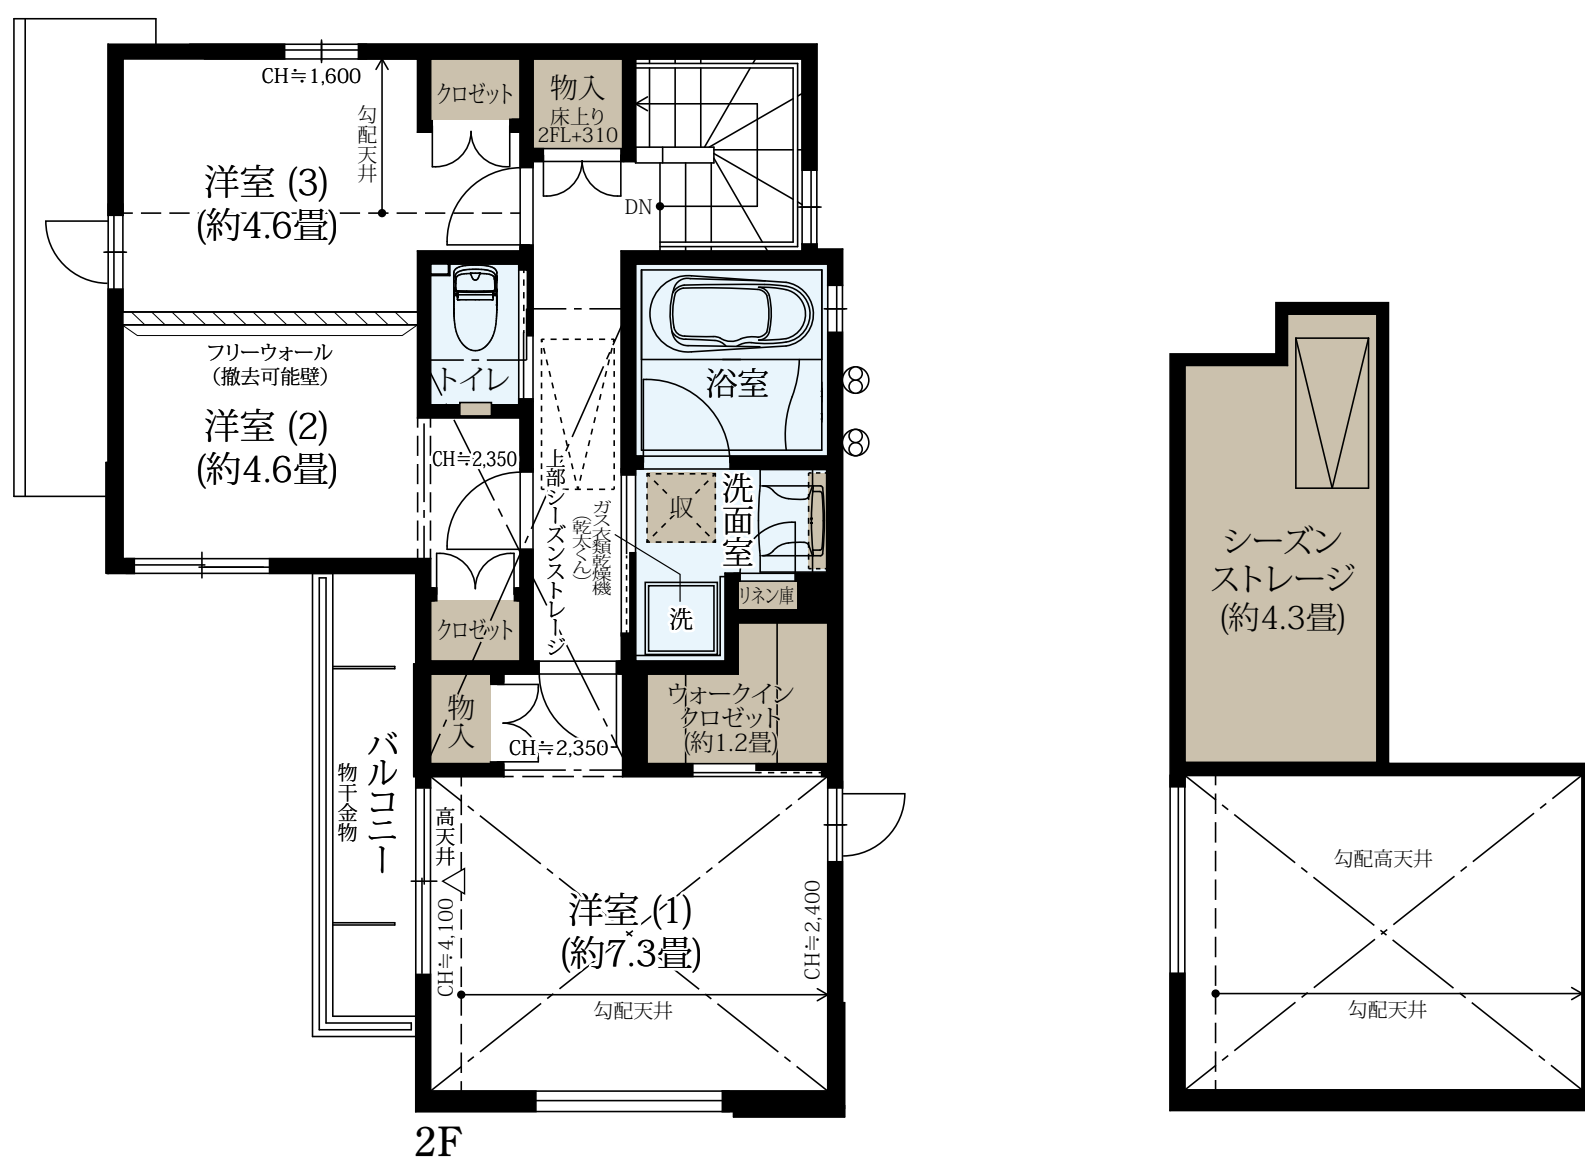 CH≒1,600
勾配天井
クロゼット
物入
床上り
2FL+310
洋室 (3)
(約4.6畳)
DN
フリーウォール
(撤去可能壁)
トイレ
浴室
洋室 (2)
(約4.6畳)
CH≒2,350
上部シーズンストレージ
ガス衣類乾燥機
(乾太くん)
収
洗面室
リネン庫
洗
クロゼット
物入
ウォークイン
クロゼット
(約1.2畳)
CH≒2,350
バルコニー
物干金物
高天井
CH≒4,100
洋室 (1)
(約7.3畳)
CH≒2,400
勾配天井
2F
シーズン
ストレージ
(約4.3畳)
勾配高天井
勾配天井